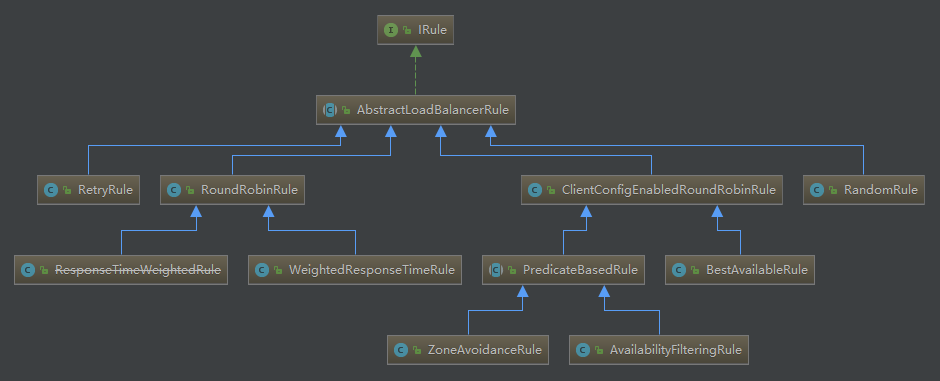 I IRule
C AbstractLoadBalancerRule
C RetryRule
C RoundRobinRule
C ClientConfigEnabledRoundRobinRule
C RandomRule
C ResponseTimeWeightedRule
C WeightedResponseTimeRule
C PredicateBasedRule
C BestAvailableRule
C ZoneAvoidanceRule
C AvailabilityFilteringRule